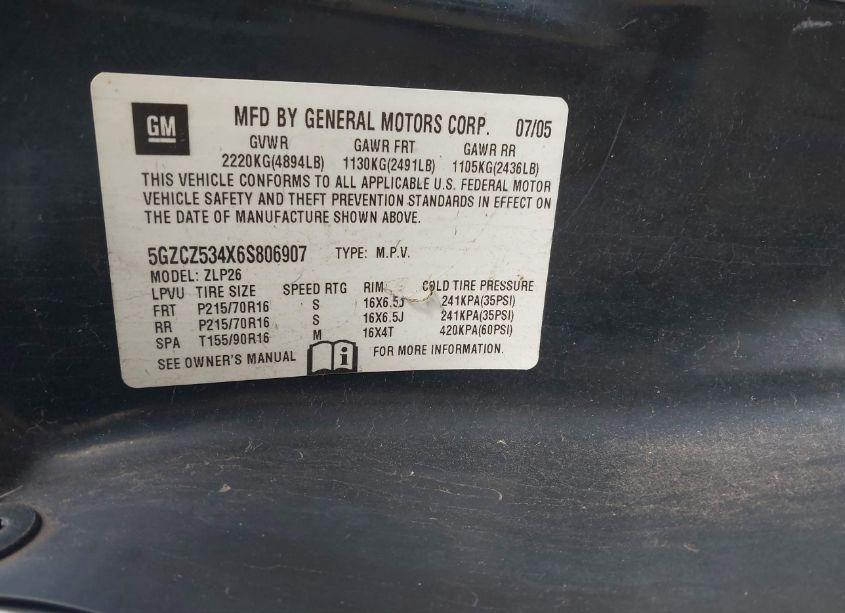 GM MFD BY GENERAL MOTORS CORP. 07/05
GVWR GAWR FRT GAWR RR
2220KG(4894LB) 1130KG(2491LB) 1105KG(2436LB)
THIS VEHICLE CONFORMS TO ALL APPLICABLE U.S. FEDERAL MOTOR
VEHICLE SAFETY AND THEFT PREVENTION STANDARDS IN EFFECT ON
THE DATE OF MANUFACTURE SHOWN ABOVE.
5GZCZ534X6S806907 TYPE: M.P.V.
MODEL: ZLP26
LPVU TIRE SIZE SPEED RTG RIM COLD TIRE PRESSURE
FRT P215/70R16 S 16X6.5J 241KPA(35PSI)
RR P215/70R16 S 16X6.5J 241KPA(35PSI)
SPA T155/90R16 M 16X4T 420KPA(60PSI)
SEE OWNER'S MANUAL i FOR MORE INFORMATION.